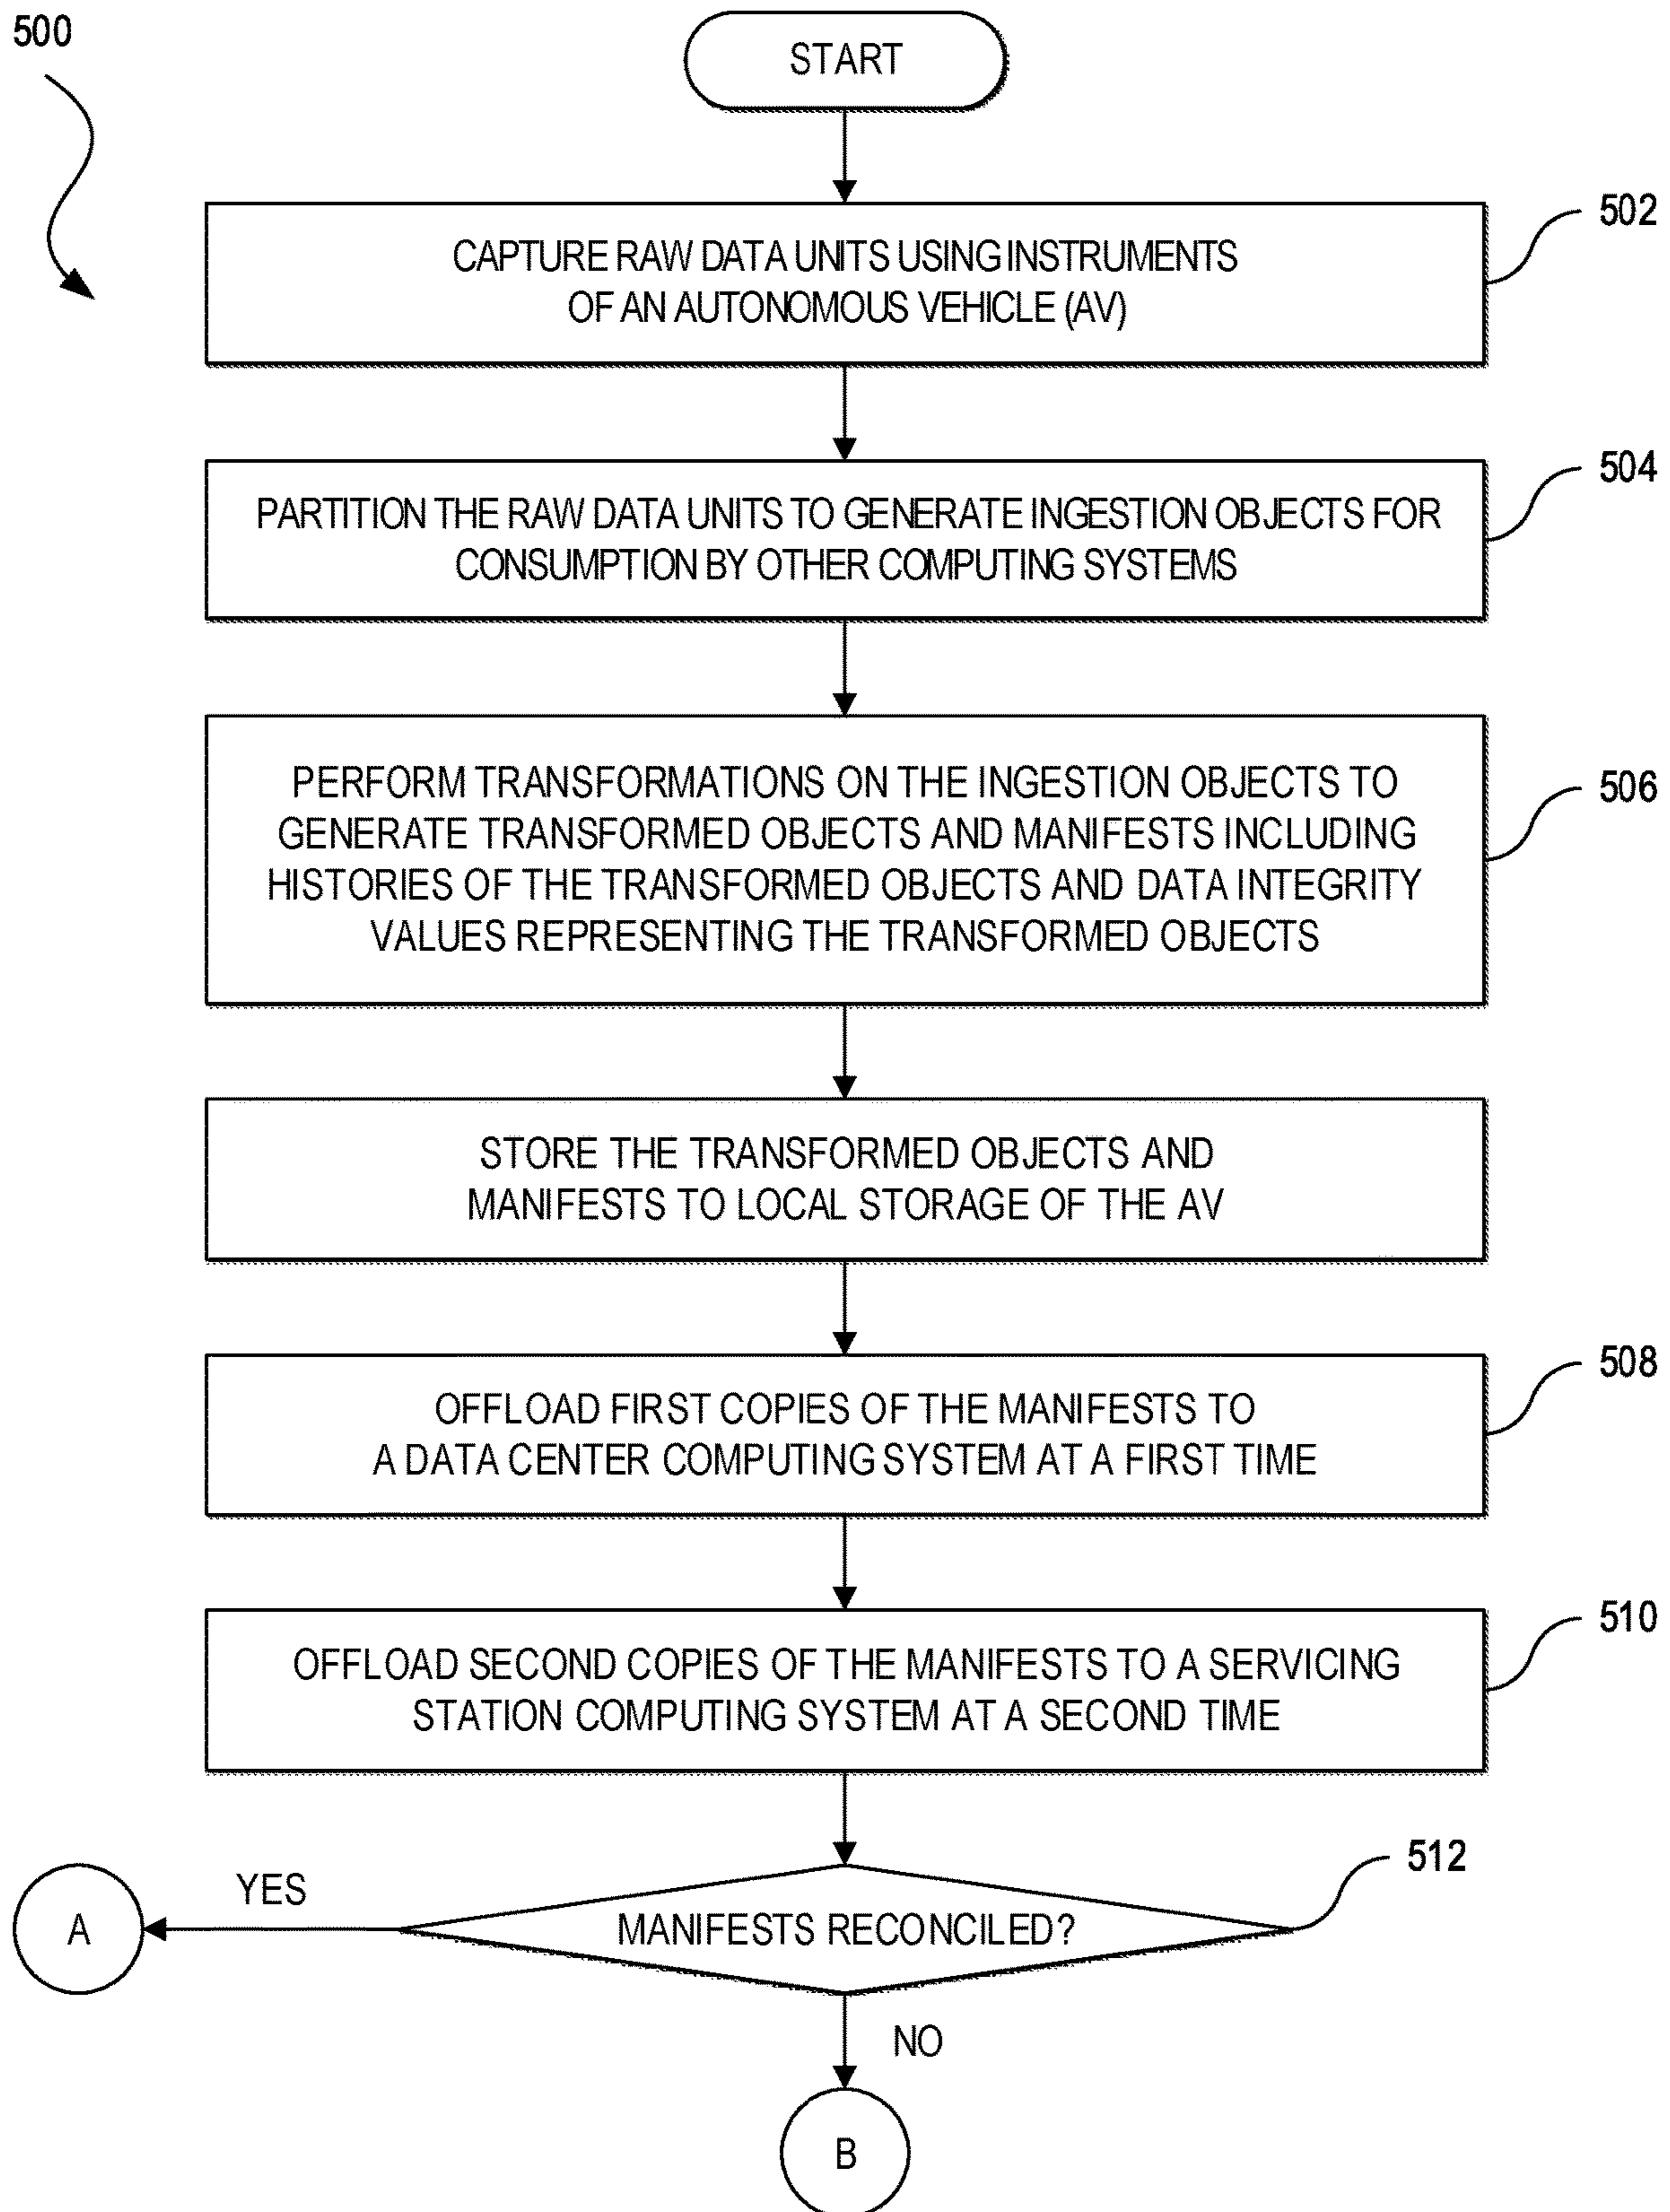 500
START
502
CAPTURE RAW DATA UNITS USING INSTRUMENTS
OF AN AUTONOMOUS VEHICLE (AV)
504
PARTITION THE RAW DATA UNITS TO GENERATE INGESTION OBJECTS FOR
CONSUMPTION BY OTHER COMPUTING SYSTEMS
506
PERFORM TRANSFORMATIONS ON THE INGESTION OBJECTS TO
GENERATE TRANSFORMED OBJECTS AND MANIFESTS INCLUDING
HISTORIES OF THE TRANSFORMED OBJECTS AND DATA INTEGRITY
VALUES REPRESENTING THE TRANSFORMED OBJECTS
STORE THE TRANSFORMED OBJECTS AND
MANIFESTS TO LOCAL STORAGE OF THE AV
508
OFFLOAD FIRST COPIES OF THE MANIFESTS TO
A DATA CENTER COMPUTING SYSTEM AT A FIRST TIME
510
OFFLOAD SECOND COPIES OF THE MANIFESTS TO A SERVICING
STATION COMPUTING SYSTEM AT A SECOND TIME
512
MANIFESTS RECONCILED?
YES
A
NO
B